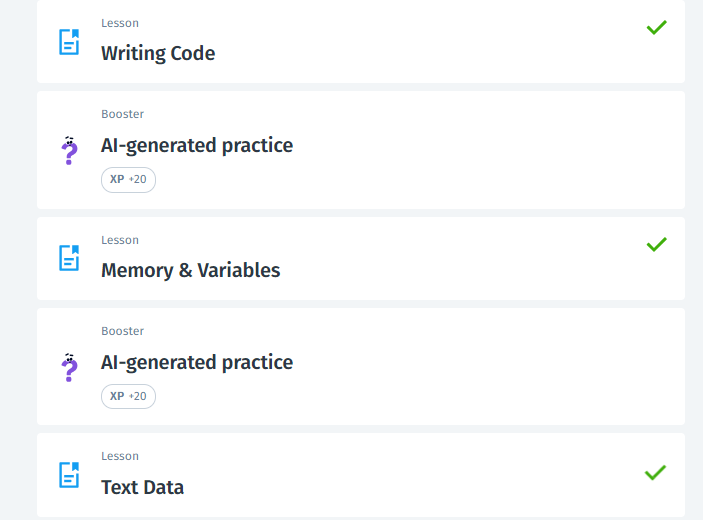 Lesson
Writing Code
Booster
AI-generated practice
XP +20
Lesson
Memory & Variables
Booster
AI-generated practice
XP +20
Lesson
Text Data